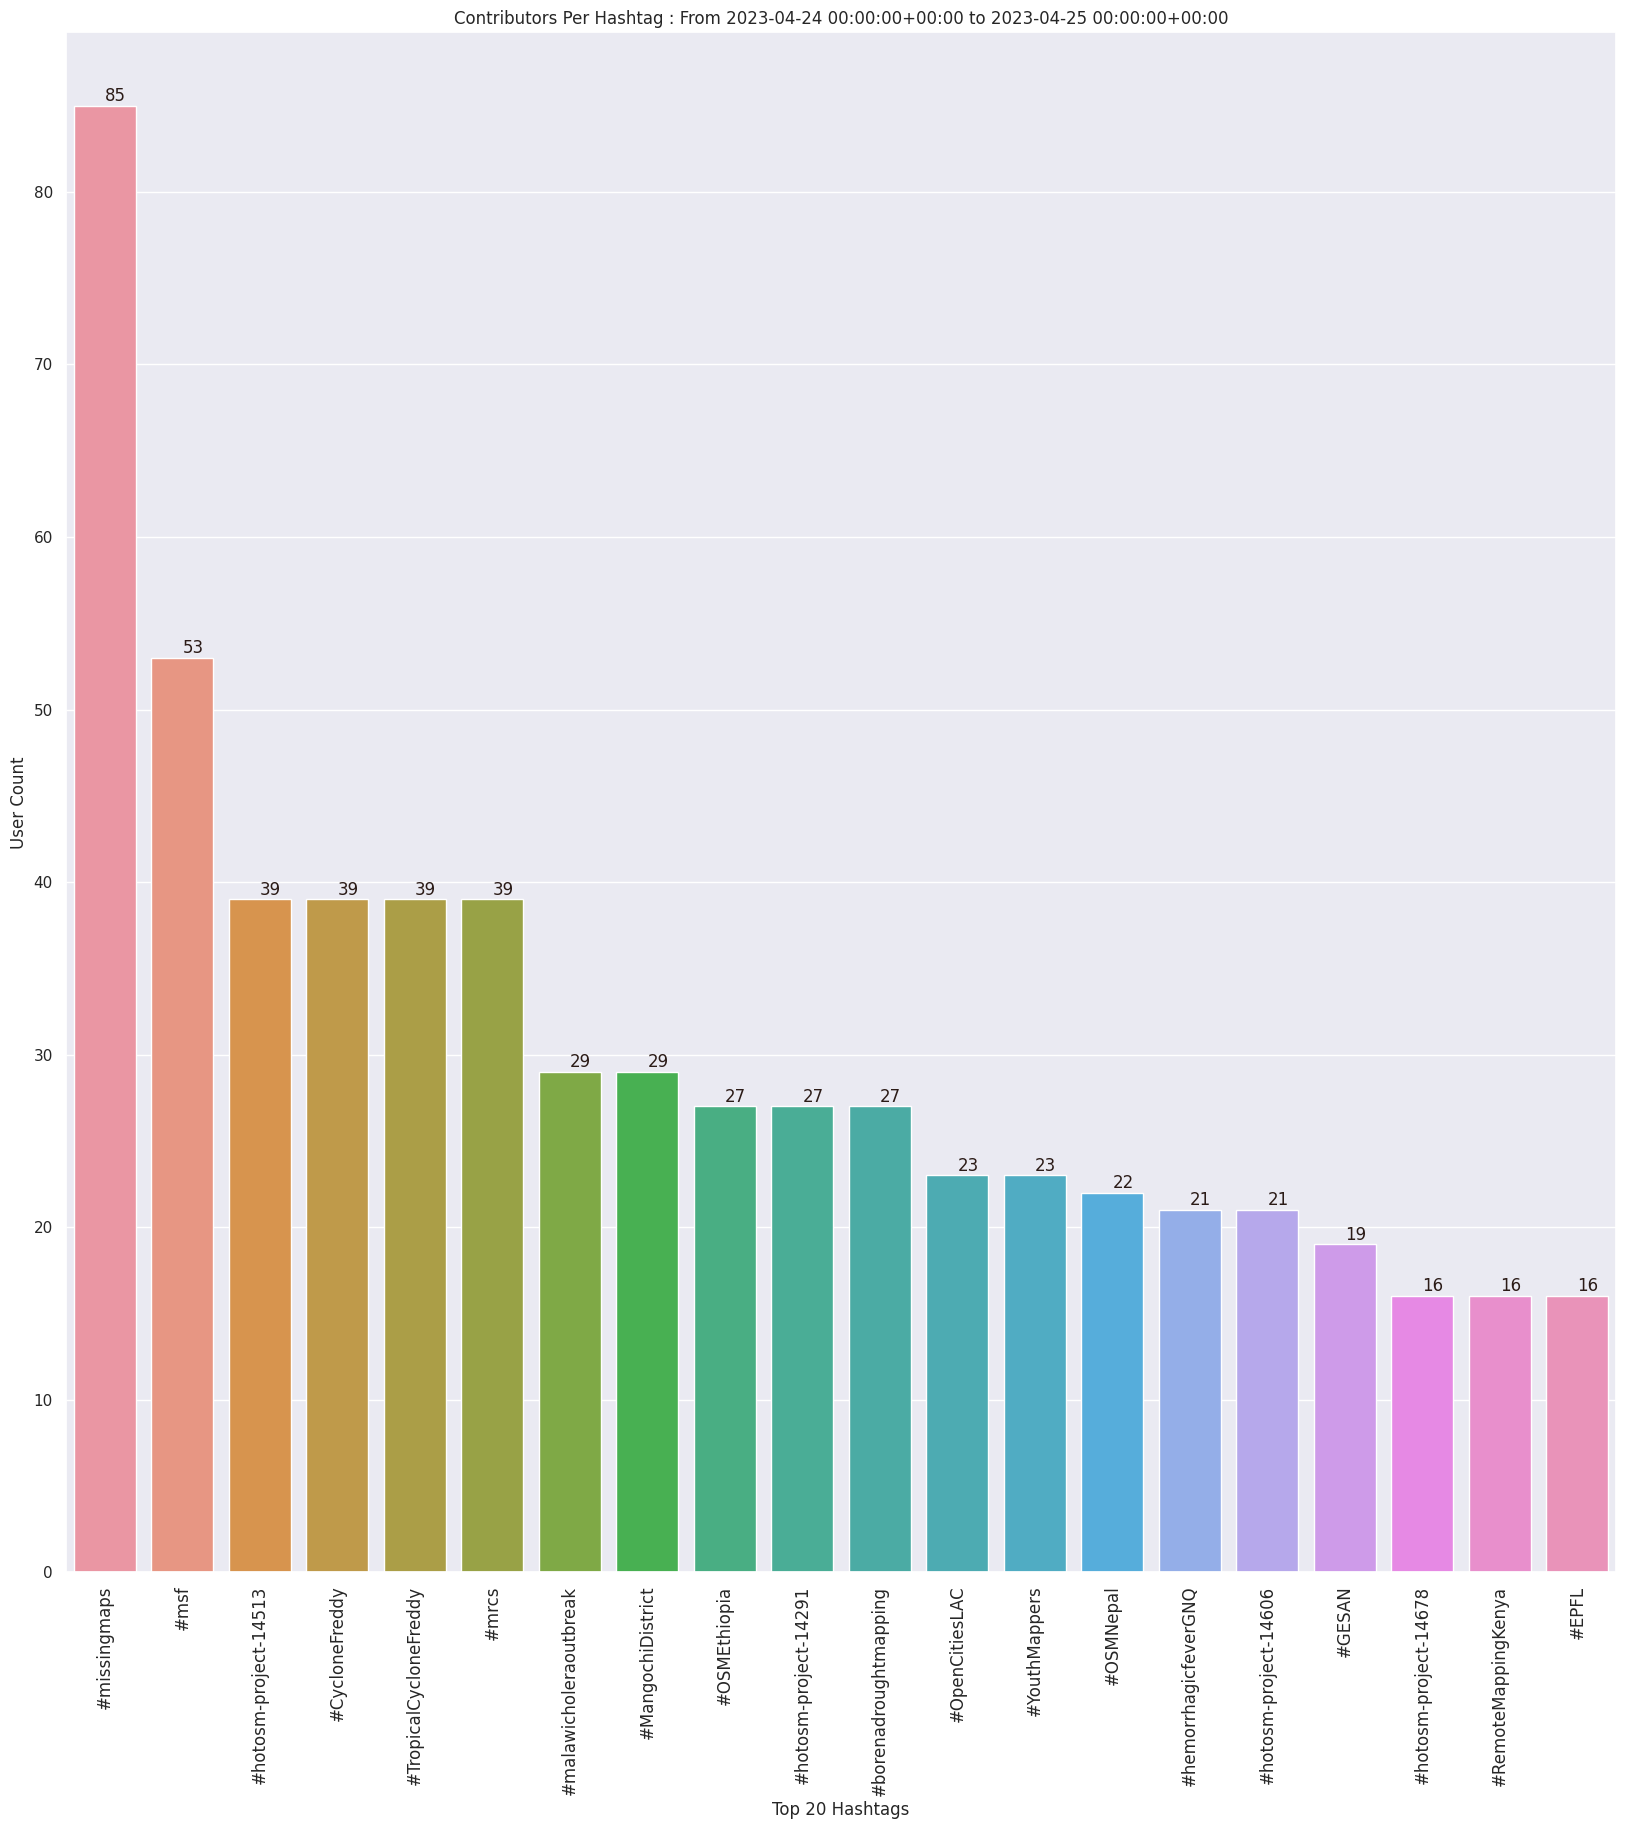 Contributors Per Hashtag : From 2023-04-24 00:00:00+00:00 to 2023-04-25 00:00:00+00:00
User Count
80
70
60
50
40
30
20
10
0
85
53
39
39
39
39
29
29
27
27
27
23
23
22
21
21
19
16
16
16
#missingmaps
#msf
#hotosm-project-14513
#CycloneFreddy
#TropicalCycloneFreddy
#mrcs
#malawicholeraoutbreak
#MangochiDistrict
#OSMEthiopia
#hotosm-project-14291
#borenadroughtmapping
#OpenCitiesLAC
#YouthMappers
#OSMNepal
#hemorrhagicfeverGNQ
#hotosm-project-14606
#GESAN
#hotosm-project-14678
#RemoteMappingKenya
#EPFL
Top 20 Hashtags